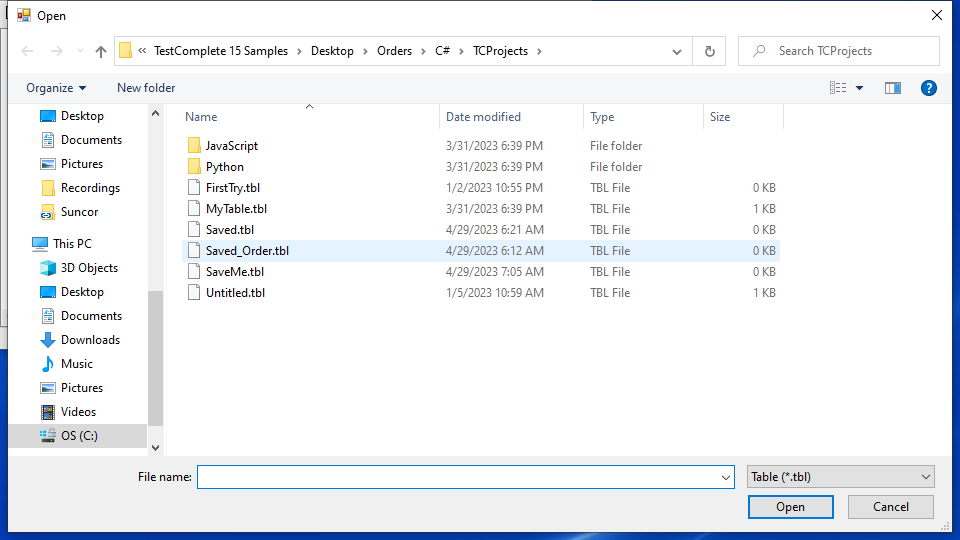 Open
« TestComplete 15 Samples > Desktop > Orders > C# > TCProjects >
Search TCProjects
Organize
New folder
?
Name
Date modified
Type
Size
Desktop
Documents
Pictures
Recordings
Suncor
This PC
3D Objects
Desktop
Documents
Downloads
Music
Pictures
Videos
OS (C:)
JavaScript 3/31/2023 6:39 PM File folder
Python 3/31/2023 6:39 PM File folder
FirstTry.tbl 1/2/2023 10:55 PM TBL File 0 KB
MyTable.tbl 3/31/2023 6:39 PM TBL File 1 KB
Saved.tbl 4/29/2023 6:21 AM TBL File 0 KB
Saved_Order.tbl 4/29/2023 6:12 AM TBL File 0 KB
SaveMe.tbl 4/29/2023 7:05 AM TBL File 0 KB
Untitled.tbl 1/5/2023 10:59 AM TBL File 1 KB
File name:
Table (*.tbl)
Open
Cancel